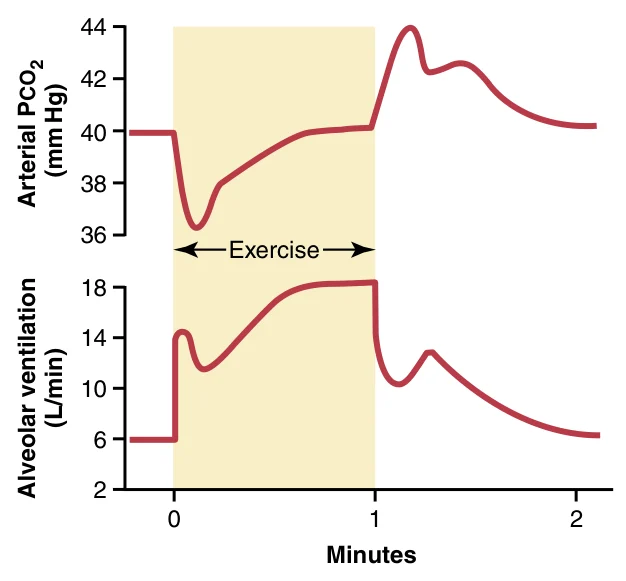 Arterial PCO2
(mm Hg)
44
42
40
38
36
Exercise
Alveolar ventilation
(L/min)
18
14
10
6
2
0
1
2
Minutes